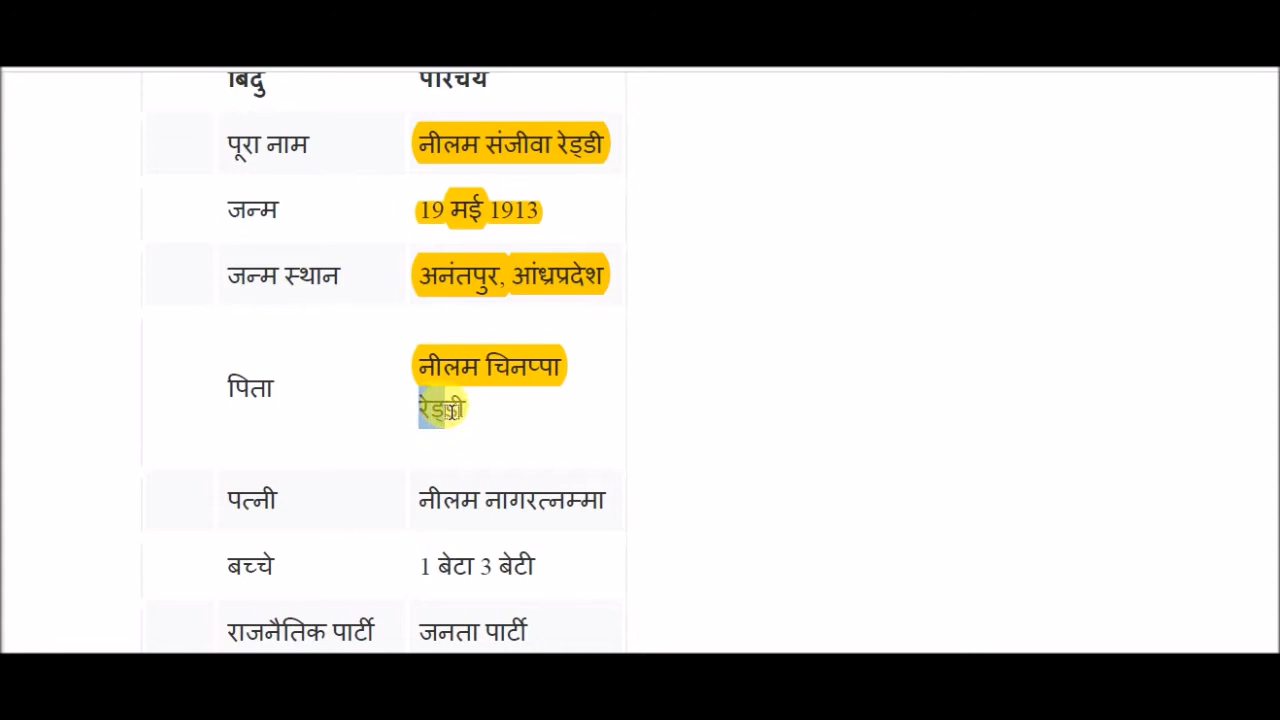 बिंदु परिचय
पूरा नाम नीलम संजीवा रेड्डी
जन्म 19 मई 1913
जन्म स्थान अनंतपुर, आंध्रप्रदेश
पिता नीलम चिनप्पा
रेड्डी
पत्नी नीलम नागरत्नम्मा
बच्चे 1 बेटा 3 बेटी
राजनैतिक पार्टी जनता पार्टी